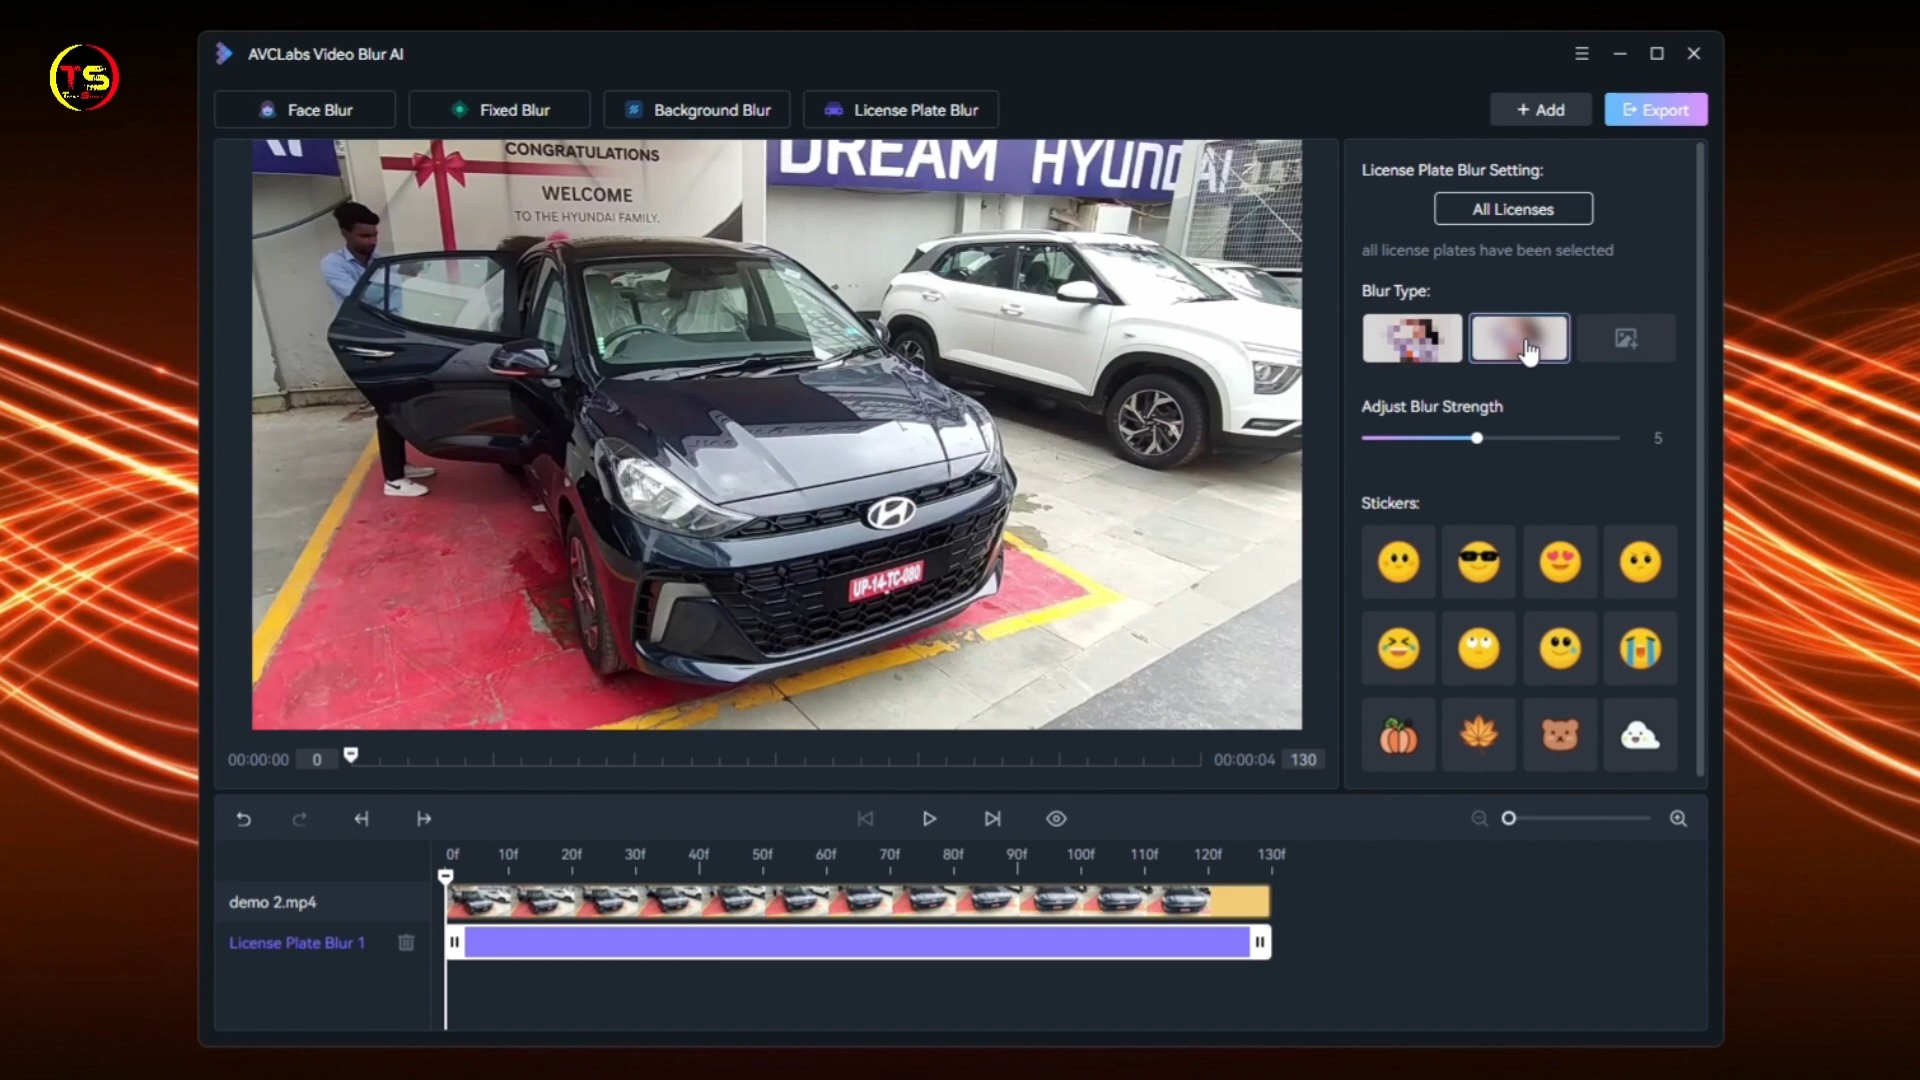 TS
AVCLabs Video Blur AI
Face Blur
Fixed Blur
Background Blur
License Plate Blur
+ Add
Export
CONGRATULATIONS
WELCOME
TO THE HYUNDAI FAMILY.
DREAM HYUNDAI
UP-14-TC-080
License Plate Blur Setting:
All Licenses
all license plates have been selected
Blur Type:
Adjust Blur Strength
5
Stickers:
00:00:00 0
00:00:04 130
0f 10f 20f 30f 40f 50f 60f 70f 80f 90f 100f 110f 120f 130f
demo 2.mp4
License Plate Blur 1